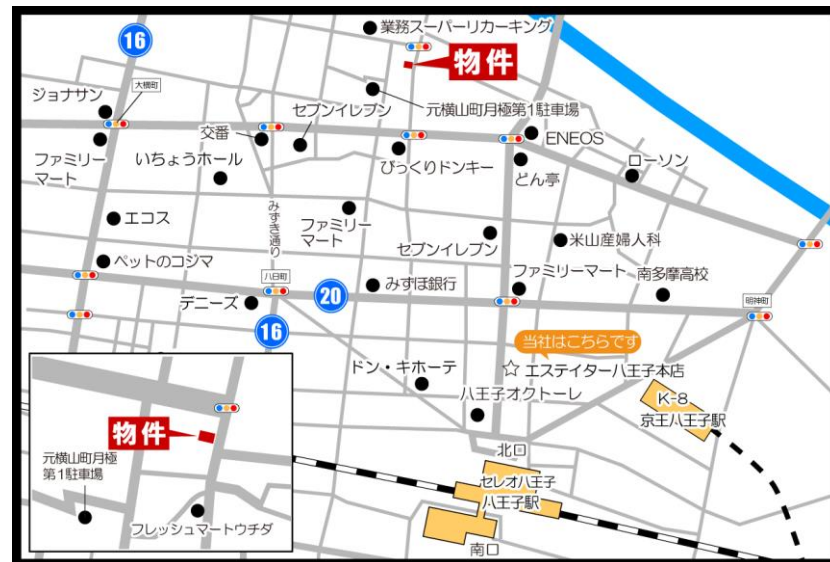 16
業務スーパーリカーキング
物件
大横町
ジョナサン
元横山町月極第1駐車場
セブンイレブン
交番
ENEOS
ファミリー
マート
いちょうホール
びっくりドンキー
どん亭
ローソン
みずき通り
エコス
ファミリー
マート
セブンイレブン
米山産婦人科
ペットのコジマ
八日町
みずほ銀行
ファミリーマート
南多摩高校
デニーズ
20
明神町
16
当社はこちらです
ドン・キホーテ
エステイター八王子本店
八王子オクトーレ
K-8
京王八王子駅
北口
セレオ八王子
八王子駅
南口
物件
元横山町月極
第1駐車場
フレッシュマートウチダ